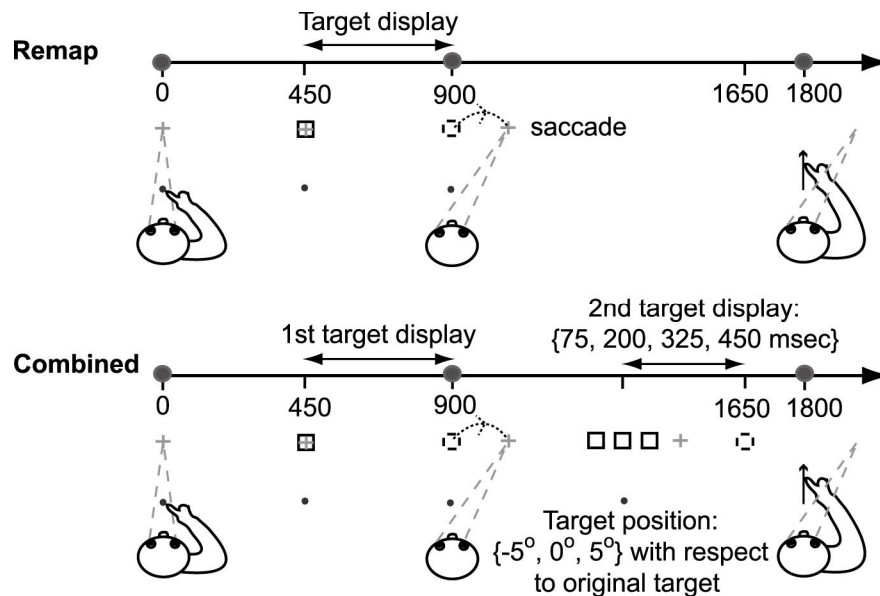 Target display
Remap
0 450 900 1650 1800
saccade
2nd target display:
{75, 200, 325, 450 msec}
1st target display
Combined
0 450 900 1650 1800
Target position:
{-5°, 0°, 5°} with respect
to original target